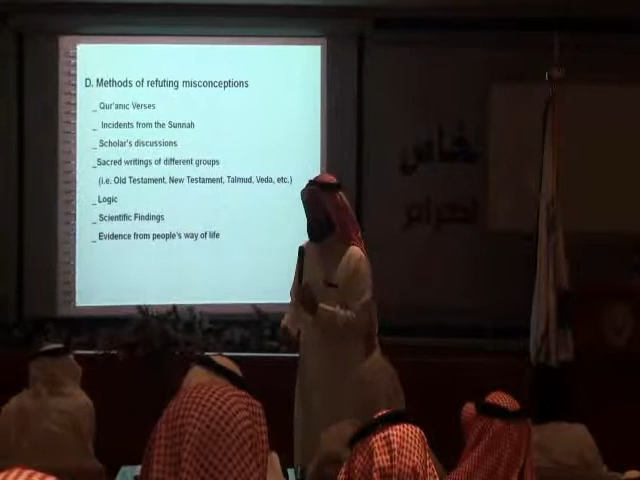 D. Methods of refuting misconceptions
_ Qur'anic Verses
_ Incidents from the Sunnah
_ Scholar's discussions
_Sacred writings of different groups
(i.e. Old Testament, New Testament, Talmud, Veda, etc.)
_ Logic
_ Scientific Findings
_ Evidence from people's way of life